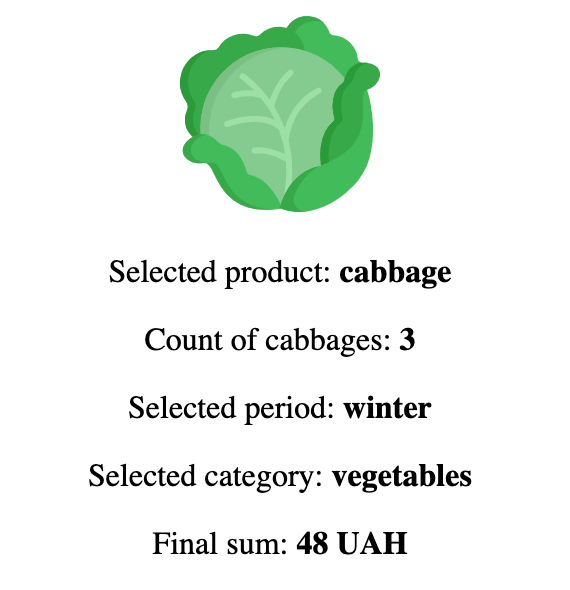 Selected product: cabbage
Count of cabbages: 3
Selected period: winter
Selected category: vegetables
Final sum: 48 UAH